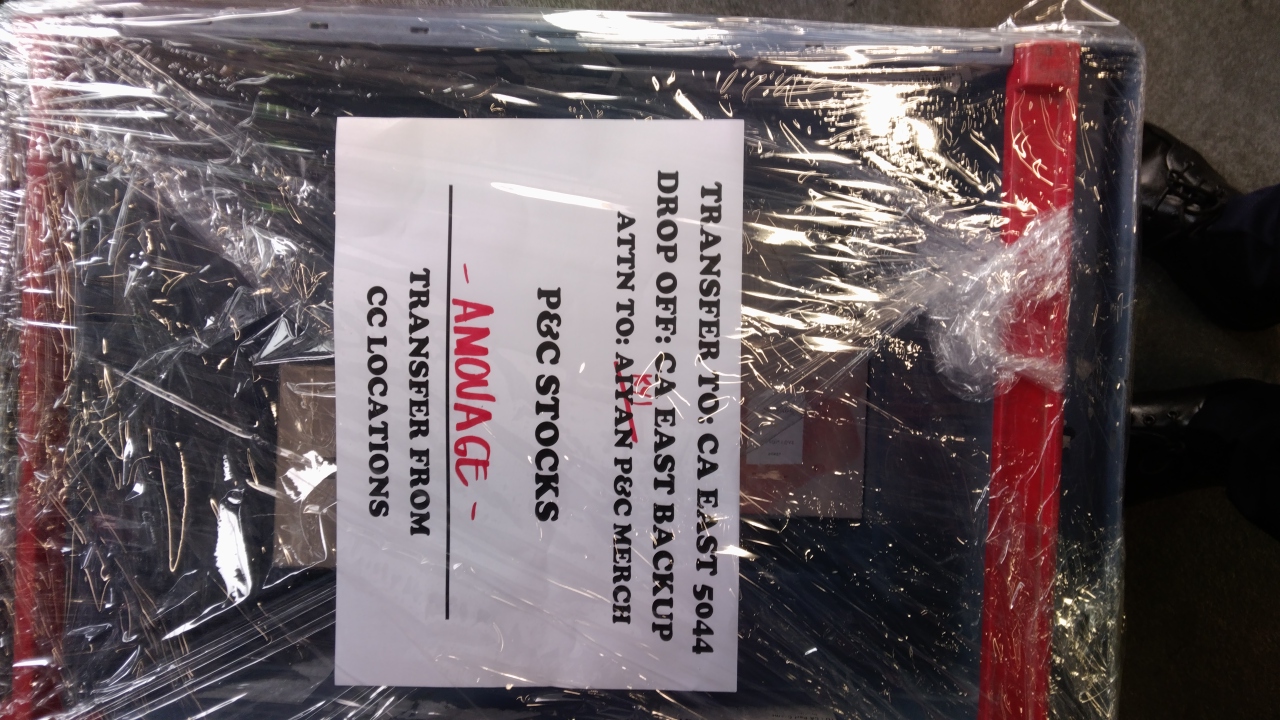 TRANSFER TO: CA EAST 5044
DROP OFF: CA EAST BACKUP
ATTN TO: AIYAN P&C MERCH
P&C STOCKS
- AMOUAGE -
TRANSFER FROM
CC LOCATIONS